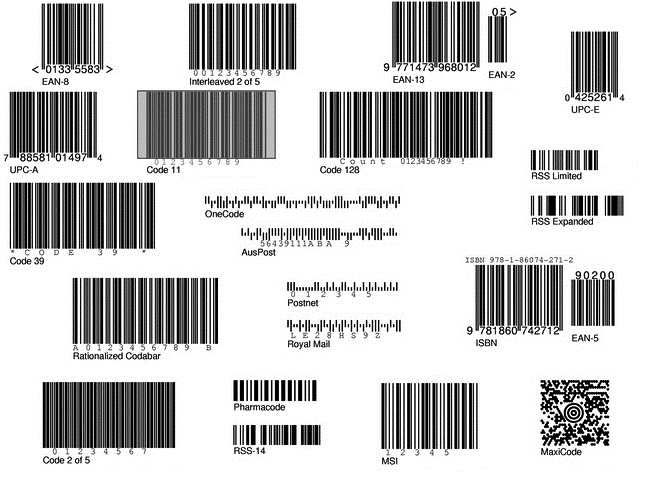 < 0133 5583 >
EAN-8
0 0 1 2 3 4 5 6 7 8 9
Interleaved 2 of 5
9 771473 968012
EAN-13
05 >
EAN-2
0 425261 4
UPC-E
7 88581 01497 4
UPC-A
0 1 2 3 4 5 6 7 8 9
Code 11
Count 0123456789 !
Code 128
RSS Limited
RSS Expanded
* C O D E 3 9 *
Code 39
OneCode
56439111ABA 9
AusPost
0 1 2 3 4 5
Postnet
L E 2 8 H S 9 Z
Royal Mail
A 0 1 2 3 4 5 6 7 8 9 B
Rationalized Codabar
ISBN 978-1-86074-271-2
9 781860 742712
ISBN
90200
EAN-5
0 1 2 3 4 5 6 7
Code 2 of 5
Pharmacode
RSS-14
1 2 3 4 5
MSI
MaxiCode